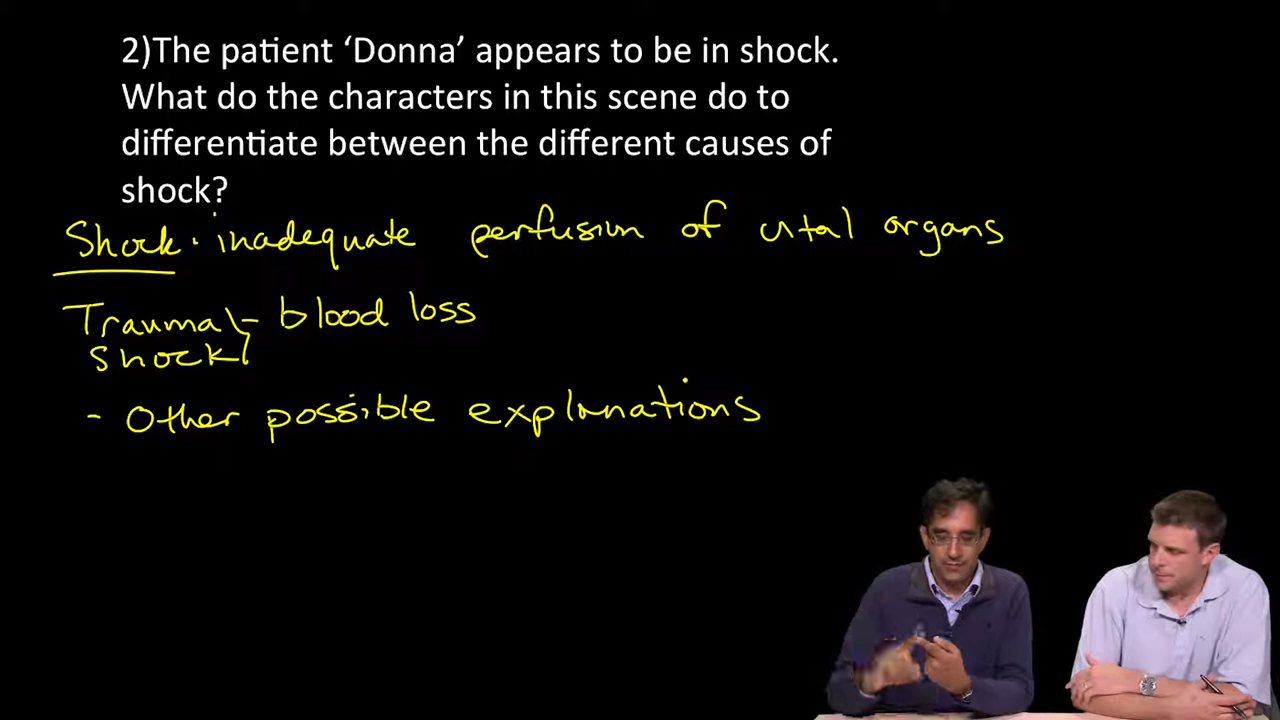 2)The patient ‘Donna’ appears to be in shock.
What do the characters in this scene do to
differentiate between the different causes of
shock?
Shock: inadequate perfusion of vital organs
Trauma - blood loss
shock
- Other possible explanations